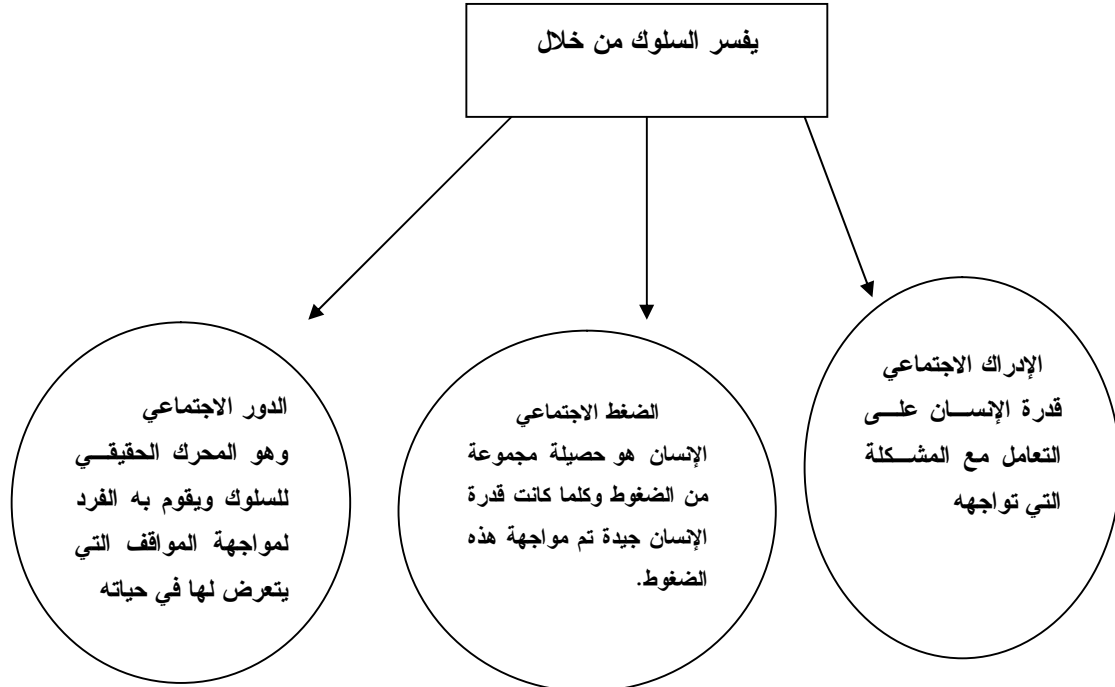 يفسر السلوك من خلال
الإدراك الاجتماعي
قدرة الإنسان على
التعامل مع المشكلة
التي تواجهه
الضغط الاجتماعي
الإنسان هو حصيلة مجموعة
من الضغوط وكلما كانت قدرة
الإنسان جيدة تم مواجهة هذه
الضغوط.
الدور الاجتماعي
وهو المحرك الحقيقي
للسلوك ويقوم به الفرد
لمواجهة المواقف التي
يتعرض لها في حياته